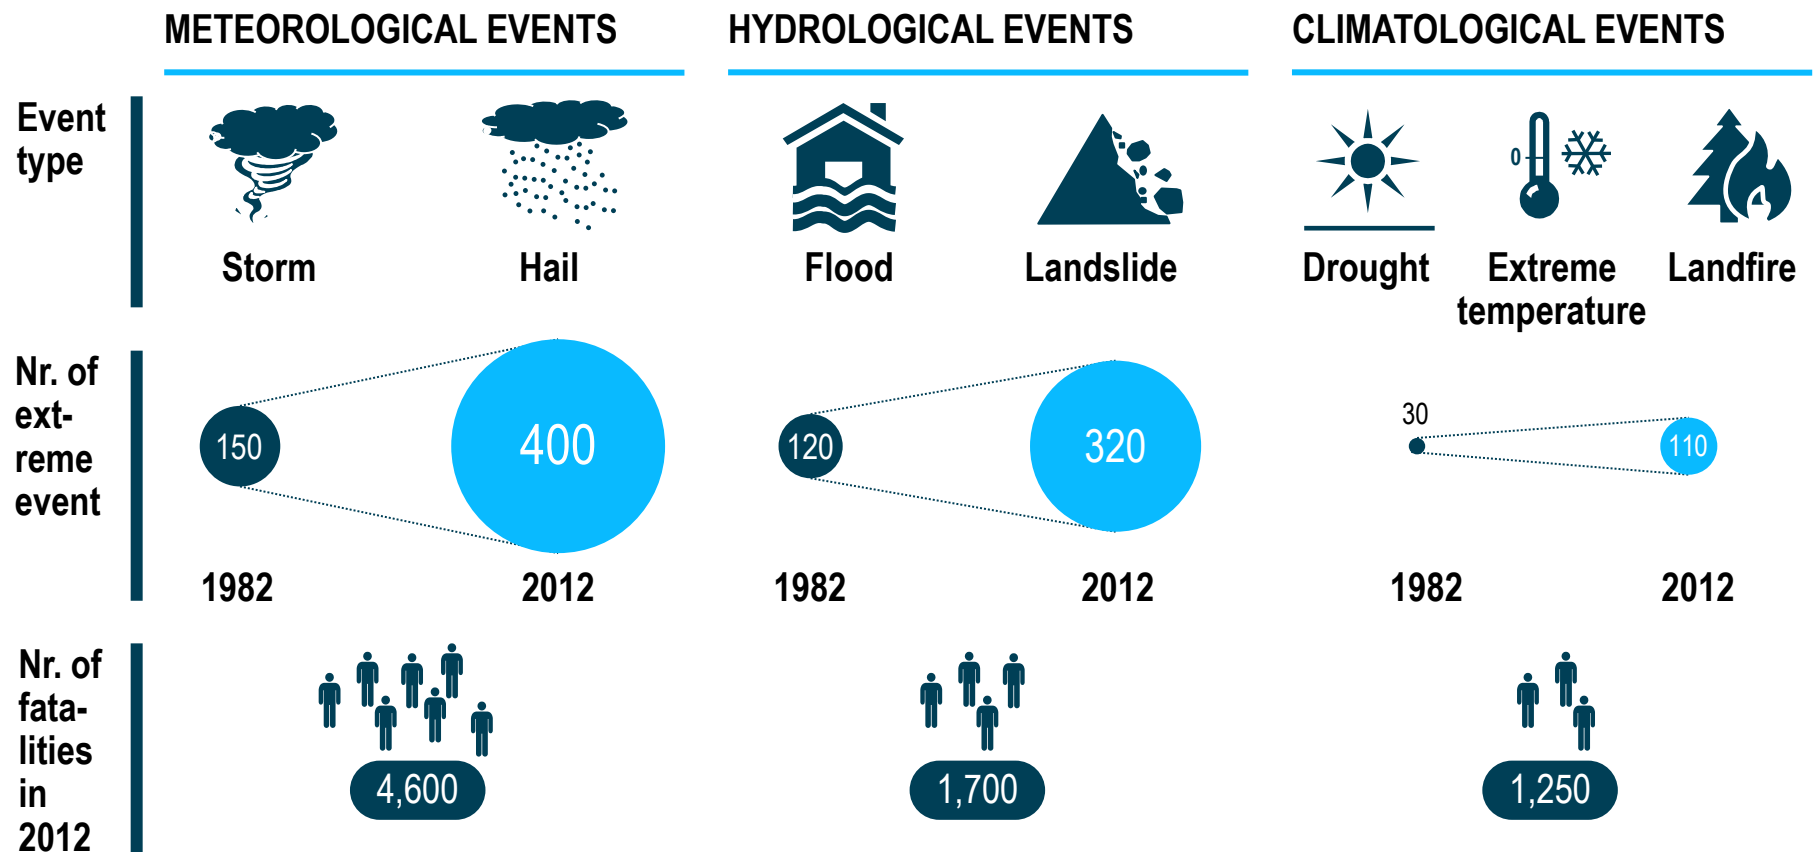 METEOROLOGICAL EVENTS
HYDROLOGICAL EVENTS
CLIMATOLOGICAL EVENTS
Event
type
Storm
Hail
Flood
Landslide
0
Drought
Extreme
temperature
Landfire
Nr. of
ext-
reme
event
150
400
120
320
30
110
1982
2012
1982
2012
1982
2012
Nr. of
fata-
lities
in
2012
4,600
1,700
1,250